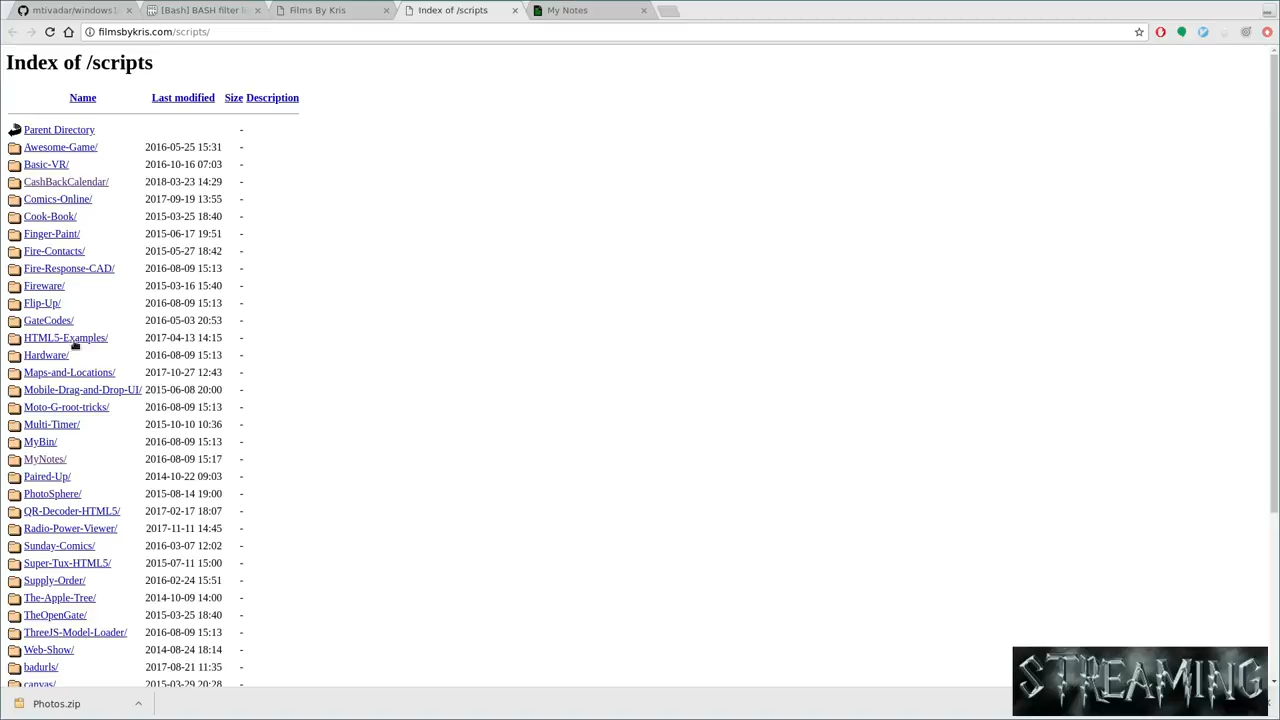 mtivadar/windows1
[Bash] BASH filter li
Films By Kris
Index of /scripts
My Notes
filmsbykris.com/scripts/
Index of /scripts
Name Last modified Size Description
Parent Directory -
Awesome-Game/ 2016-05-25 15:31 -
Basic-VR/ 2016-10-16 07:03 -
CashBackCalendar/ 2018-03-23 14:29 -
Comics-Online/ 2017-09-19 13:55 -
Cook-Book/ 2015-03-25 18:40 -
Finger-Paint/ 2015-06-17 19:51 -
Fire-Contacts/ 2015-05-27 18:42 -
Fire-Response-CAD/ 2016-08-09 15:13 -
Fireware/ 2015-03-16 15:40 -
Flip-Up/ 2016-08-09 15:13 -
GateCodes/ 2016-05-03 20:53 -
HTML5-Examples/ 2017-04-13 14:15 -
Hardware/ 2016-08-09 15:13 -
Maps-and-Locations/ 2017-10-27 12:43 -
Mobile-Drag-and-Drop-UI/ 2015-06-08 20:00 -
Moto-G-root-tricks/ 2016-08-09 15:13 -
Multi-Timer/ 2015-10-10 10:36 -
MyBin/ 2016-08-09 15:13 -
MyNotes/ 2016-08-09 15:17 -
Paired-Up/ 2014-10-22 09:03 -
PhotoSphere/ 2015-08-14 19:00 -
QR-Decoder-HTML5/ 2017-02-17 18:07 -
Radio-Power-Viewer/ 2017-11-11 14:45 -
Sunday-Comics/ 2016-03-07 12:02 -
Super-Tux-HTML5/ 2015-07-11 15:00 -
Supply-Order/ 2016-02-24 15:51 -
The-Apple-Tree/ 2014-10-09 14:00 -
TheOpenGate/ 2015-03-25 18:40 -
ThreeJS-Model-Loader/ 2016-08-09 15:13 -
Web-Show/ 2014-08-24 18:14 -
badurls/ 2017-08-21 11:35 -
canvas/ 2015-03-29 20:28 -
STREAMING
Photos.zip